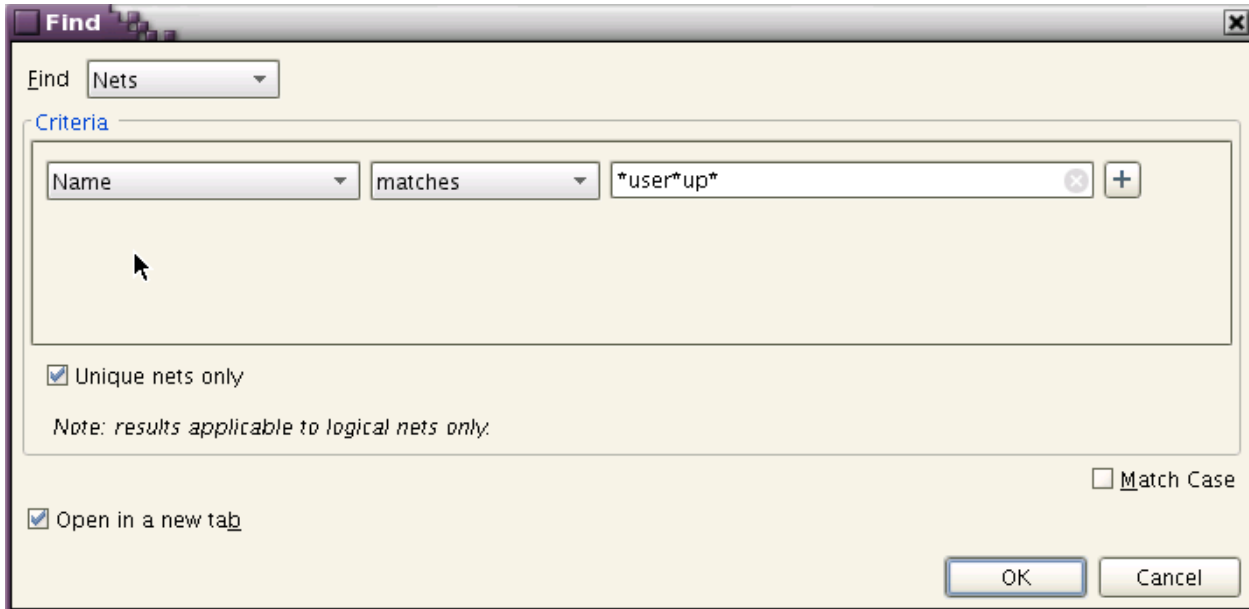 Find
Find Nets
Criteria
Name matches *user*up* +
Unique nets only
Note: results applicable to logical nets only.
Match Case
Open in a new tab
OK Cancel